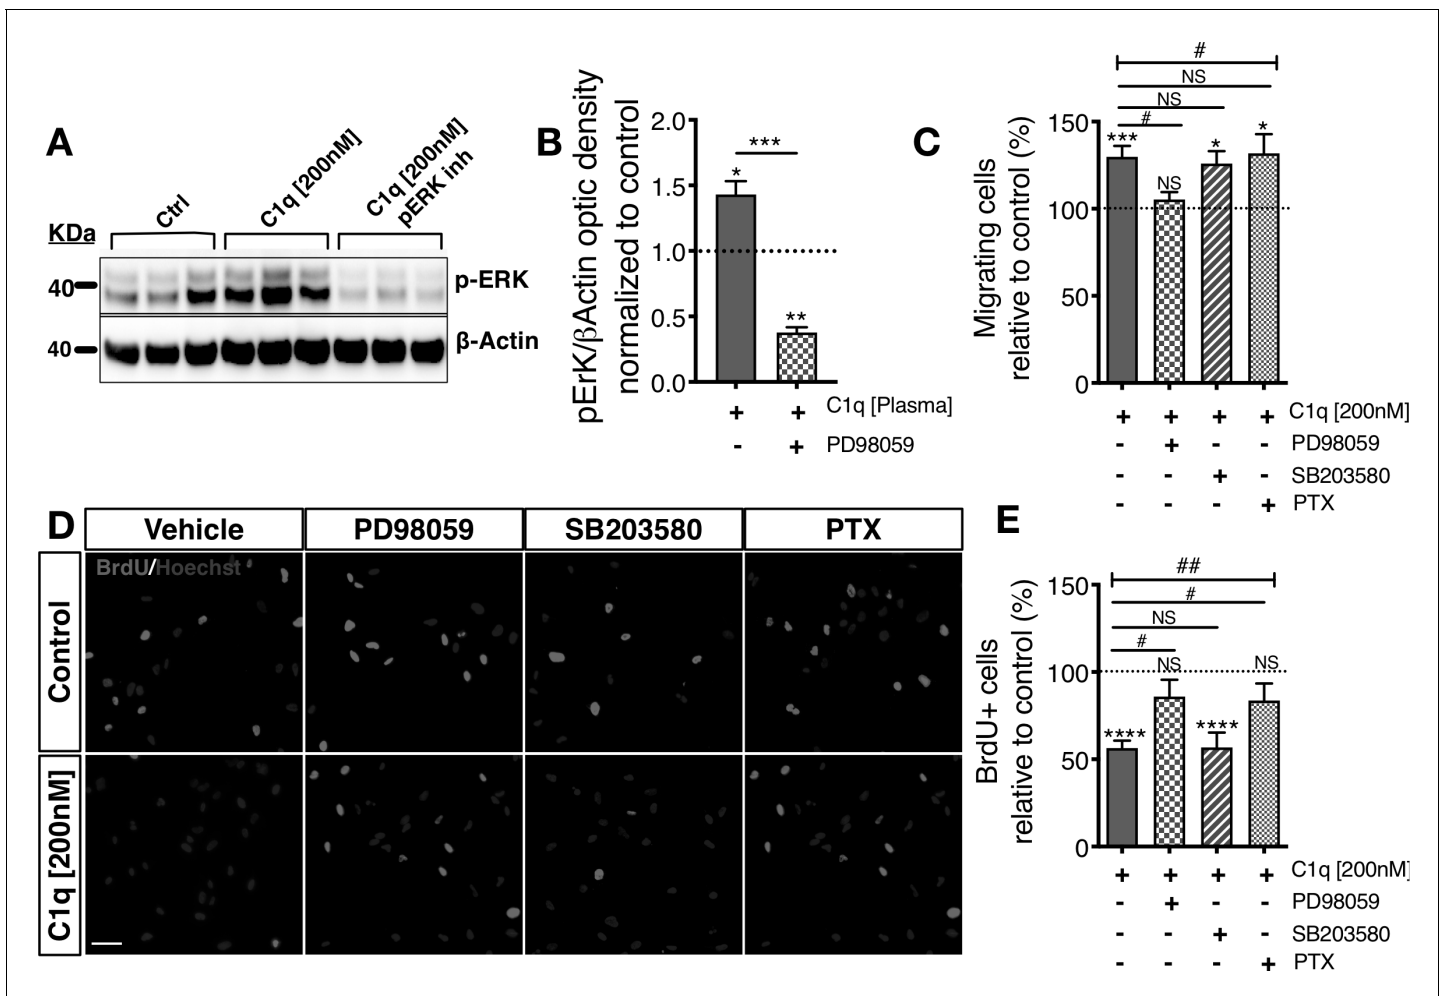 A
KDa
Ctrl
C1q [200nM]
C1q [200nM]
pERK inh
40
p-ERK
40
β-Actin
B
pErK/βActin optic density
normalized to control
2.0
1.5
1.0
0.5
0.0
***
*
**
+ + C1q [Plasma]
- + PD98059
C
Migrating cells
relative to control (%)
150
100
50
0
#
NS
NS
#
***
NS
*
*
+ + + + C1q [200nM]
- + - - PD98059
- - + - SB203580
- - - + PTX
D
Vehicle PD98059 SB203580 PTX
BrdU/Hoechst
Control
C1q [200nM]
E
BrdU+ cells
relative to control (%)
150
100
50
0
##
#
NS
#
****
NS
****
NS
+ + + + C1q [200nM]
- + - - PD98059
- - + - SB203580
- - - + PTX